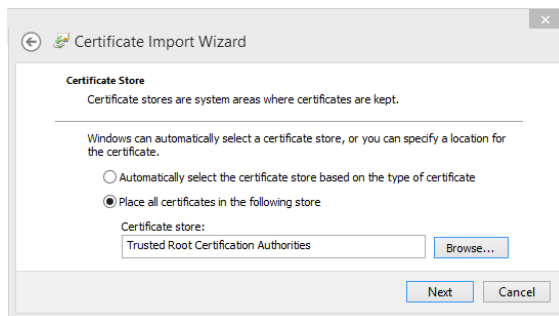 Certificate Import Wizard
Certificate Store
Certificate stores are system areas where certificates are kept.
Windows can automatically select a certificate store, or you can specify a location for
the certificate.
Automatically select the certificate store based on the type of certificate
Place all certificates in the following store
Certificate store:
Trusted Root Certification Authorities
Browse...
Next
Cancel